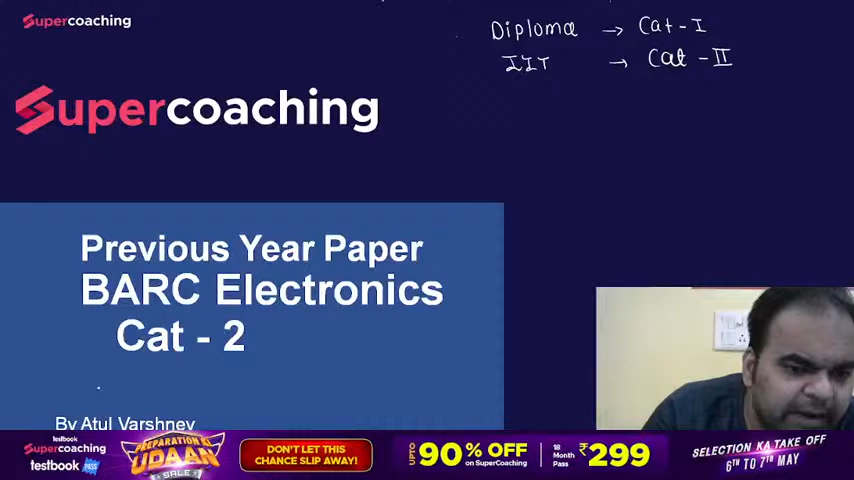 Supercoaching
Diploma → Cat - I
IIT → Cat - II
Supercoaching
Previous Year Paper
BARC Electronics
Cat - 2
By Atul Varshney
testbook
Supercoaching
testbook PASS
PREPARATION KI
UDAAN
SALE
DON'T LET THIS
CHANCE SLIP AWAY!
UPTO 90% OFF
on SuperCoaching
18 Month Pass ₹299
SELECTION KA TAKE OFF
6TH TO 7TH MAY